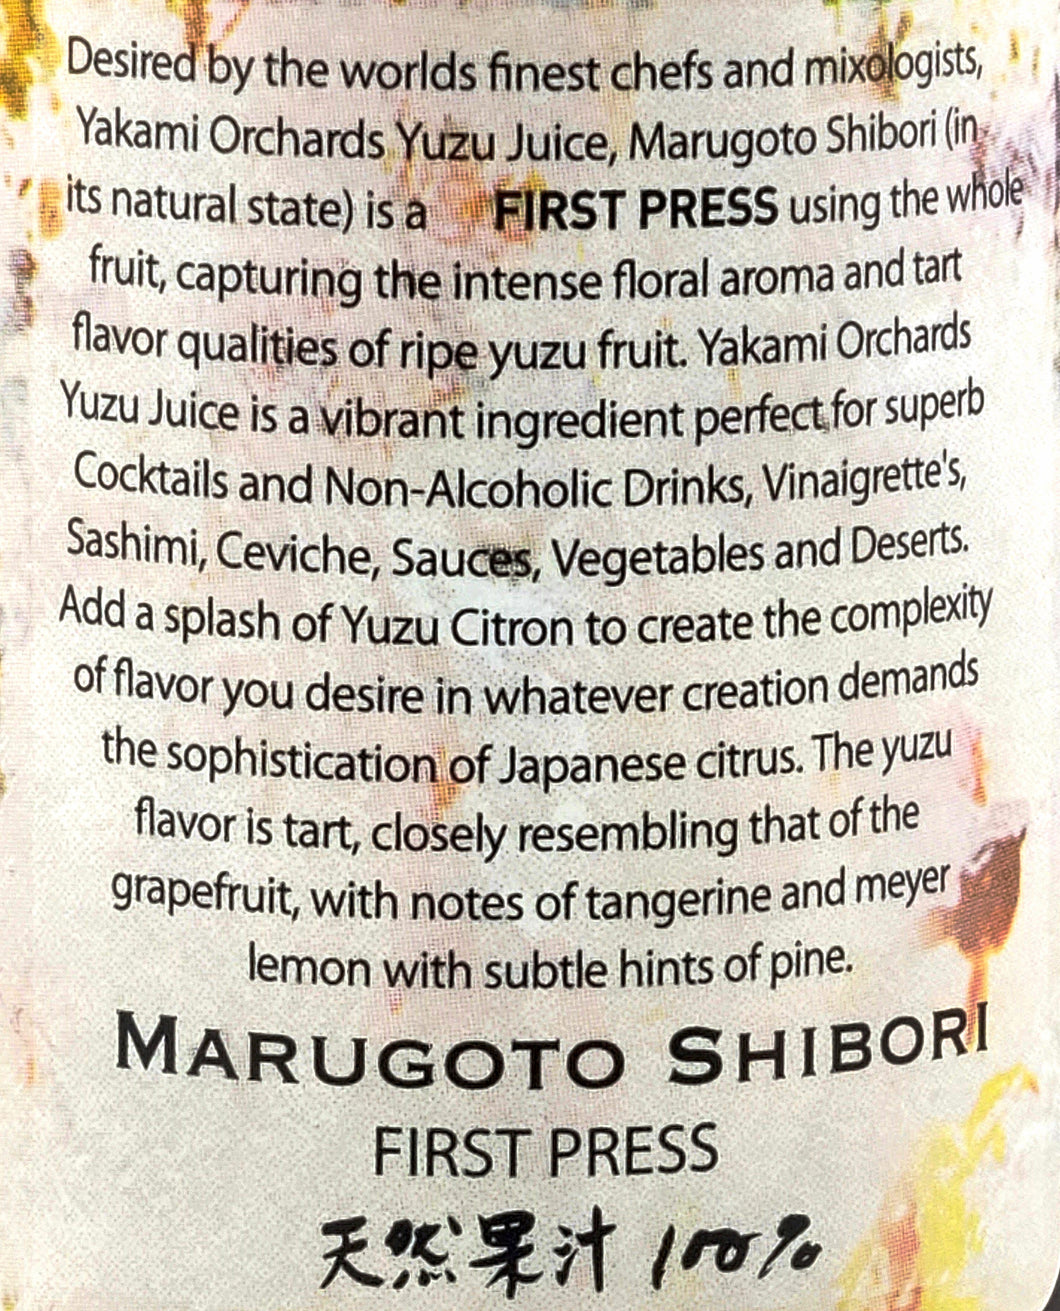 Desired by the worlds finest chefs and mixologists,
Yakami Orchards Yuzu Juice, Marugoto Shibori (in
its natural state) is a FIRST PRESS using the whole
fruit, capturing the intense floral aroma and tart
flavor qualities of ripe yuzu fruit. Yakami Orchards
Yuzu Juice is a vibrant ingredient perfect for superb
Cocktails and Non-Alcoholic Drinks, Vinaigrette's,
Sashimi, Ceviche, Sauces, Vegetables and Deserts.
Add a splash of Yuzu Citron to create the complexity
of flavor you desire in whatever creation demands
the sophistication of Japanese citrus. The yuzu
flavor is tart, closely resembling that of the
grapefruit, with notes of tangerine and meyer
lemon with subtle hints of pine.
MARUGOTO SHIBORI
FIRST PRESS
天然果汁 100%